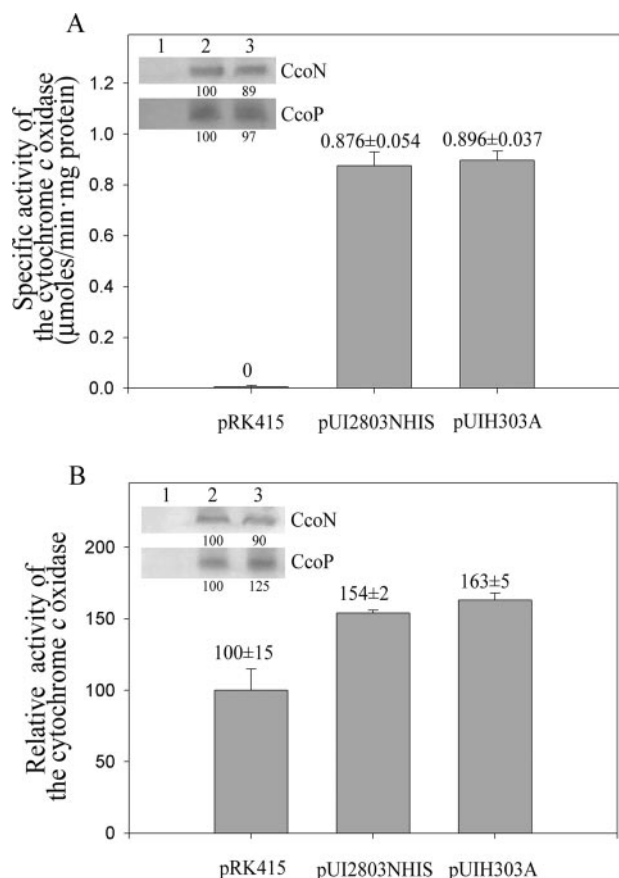 A
Specific activity of
the cytochrome c oxidase
(μmoles/min·mg protein)
1.2
1.0
0.8
0.6
0.4
0.2
0.0
1 2 3
CcoN
100 89
CcoP
100 97
0
0.876±0.054
0.896±0.037
pRK415 pUI2803NHIS pUIH303A
B
Relative activity of
the cytochrome c oxidase
200
150
100
50
0
1 2 3
CcoN
100 90
CcoP
100 125
100±15
154±2
163±5
pRK415 pUI2803NHIS pUIH303A